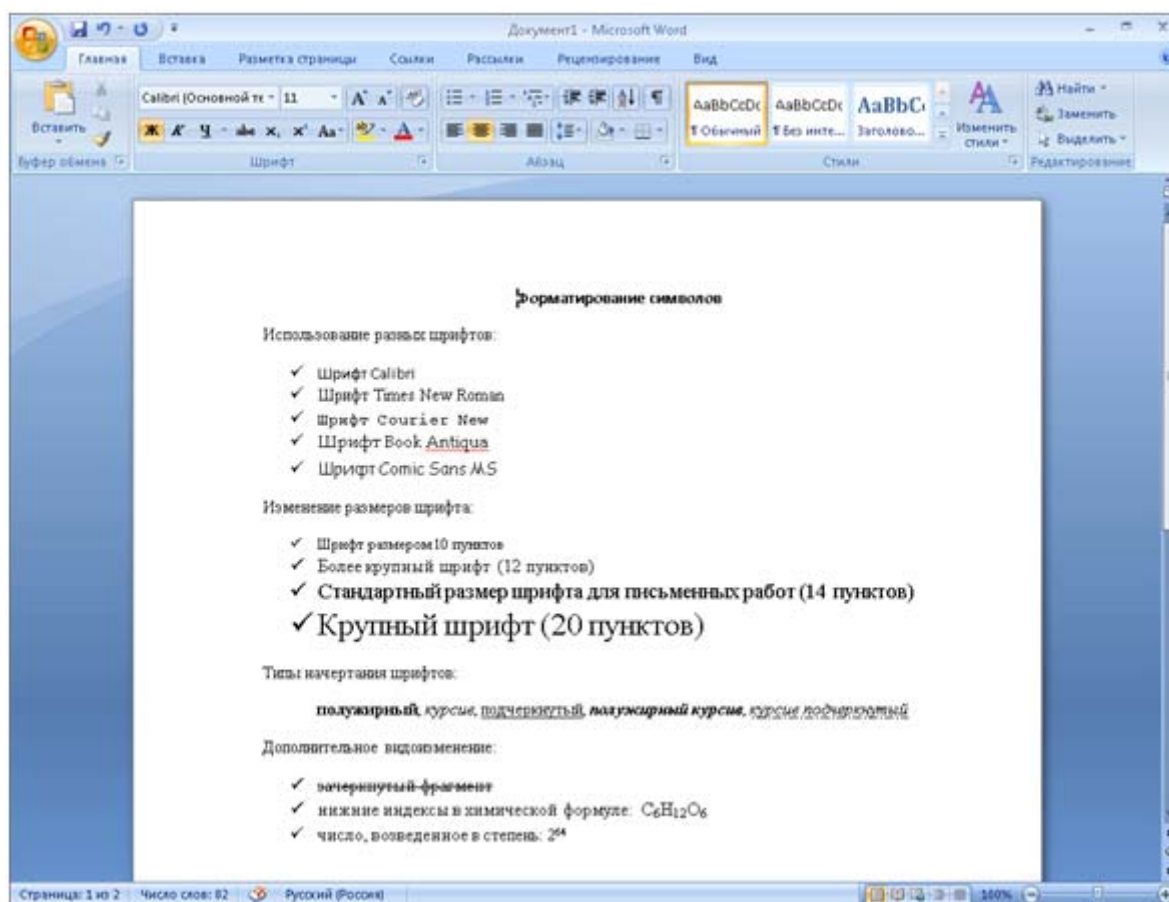 Документ1 - Microsoft Word
Главная Вставка Разметка страницы Ссылки Рассылки Рецензирование Вид
Вставить
Calibri (Основной те 11
Ж К Ч abc x, x² Aa
AaBbCcDc AaBbCcDc AaBbC
¶ Обычный ¶ Без инте... Заголово...
Изменить стили
Найти
Заменить
Выделить
Буфер обмена Шрифт Абзац Стили Редактирование
Форматирование символов
Использование разных шрифтов:
✓ Шрифт Calibri
✓ Шрифт Times New Roman
✓ Шрифт Courier New
✓ Шрифт Book Antiqua
✓ Шрифт Comic Sans MS
Изменение размеров шрифта:
✓ Шрифт размером 10 пунктов
✓ Более крупный шрифт (12 пунктов)
✓ Стандартный размер шрифта для письменных работ (14 пунктов)
✓ Крупный шрифт (20 пунктов)
Типы начертания шрифтов:
полужирный, курсив, подчеркнутый, полужирный курсив, курсив подчеркнутый
Дополнительное видоизменение:
✓ зачеркнутый фрагмент
✓ нижние индексы в химической формуле: C₆H₁₂O₆
✓ число, возведенное в степень: 2⁶⁴
Страница: 1 из 2 Число слов: 82 Русский (Россия) 100%